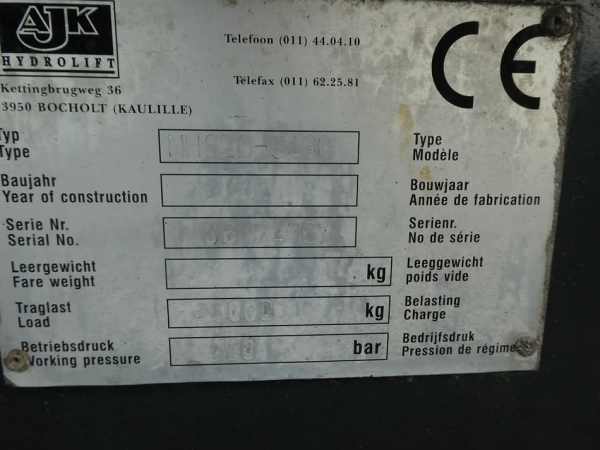 AJK
HYDROLIFT
Telefoon (011) 44.04.10
Telefax (011) 62.25.81
Kettingbrugweg 36
3950 BOCHOLT (KAULILLE)
CE
Typ
Type
Type
Modèle
Baujahr
Year of construction
Bouwjaar
Année de fabrication
Serie Nr.
Serial No.
Serienr.
No de série
Leergewicht
Fare weight
kg
Leeggewicht
poids vide
Traglast
Load
kg
Belasting
Charge
Betriebsdruck
Working pressure
bar
Bedrijfsdruk
Pression de régime